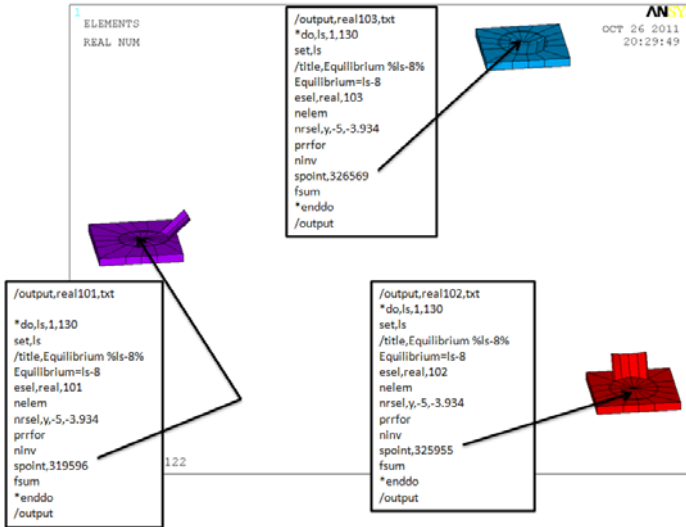 1
ELEMENTS
REAL NUM
AN
OCT 26 2011
20:29:49
/output,real103,txt
*do,ls,1,130
set,ls
/title,Equilibrium %ls-8%
Equilibrium=ls-8
esel,real,103
nelem
nrsel,y,-5,-3.934
prrfor
ninv
spoint,326569
fsum
*enddo
/output
/output,real101,txt
*do,ls,1,130
set,ls
/title,Equilibrium %ls-8%
Equilibrium=ls-8
esel,real,101
nelem
nrsel,y,-5,-3.934
prrfor
ninv
spoint,319596
fsum
*enddo
/output
122
/output,real102,txt
*do,ls,1,130
set,ls
/title,Equilibrium %ls-8%
Equilibrium=ls-8
esel,real,102
nelem
nrsel,y,-5,-3.934
prrfor
ninv
spoint,325955
fsum
*enddo
/output